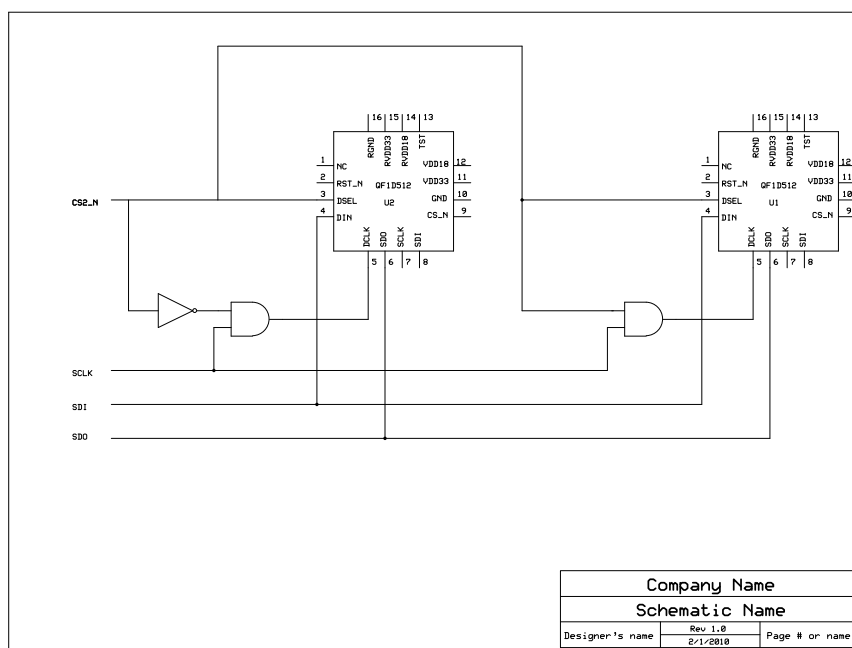 16 15 14 13
RGND RVDD33 RVDD18 TST
1 NC VDD18 12
2 RST_N QF1D512 VDD33 11
3 DSEL U2 GND 10
4 DIN CS_N 9
DCLK SDO SCLK SDI
5 6 7 8
16 15 14 13
RGND RVDD33 RVDD18 TST
1 NC VDD18 12
2 RST_N QF1D512 VDD33 11
3 DSEL U1 GND 10
4 DIN CS_N 9
DCLK SDO SCLK SDI
5 6 7 8
CS2_N
SCLK
SDI
SDO
Company Name
Schematic Name
Designer's name
Rev 1.0
2/1/2010
Page # or name